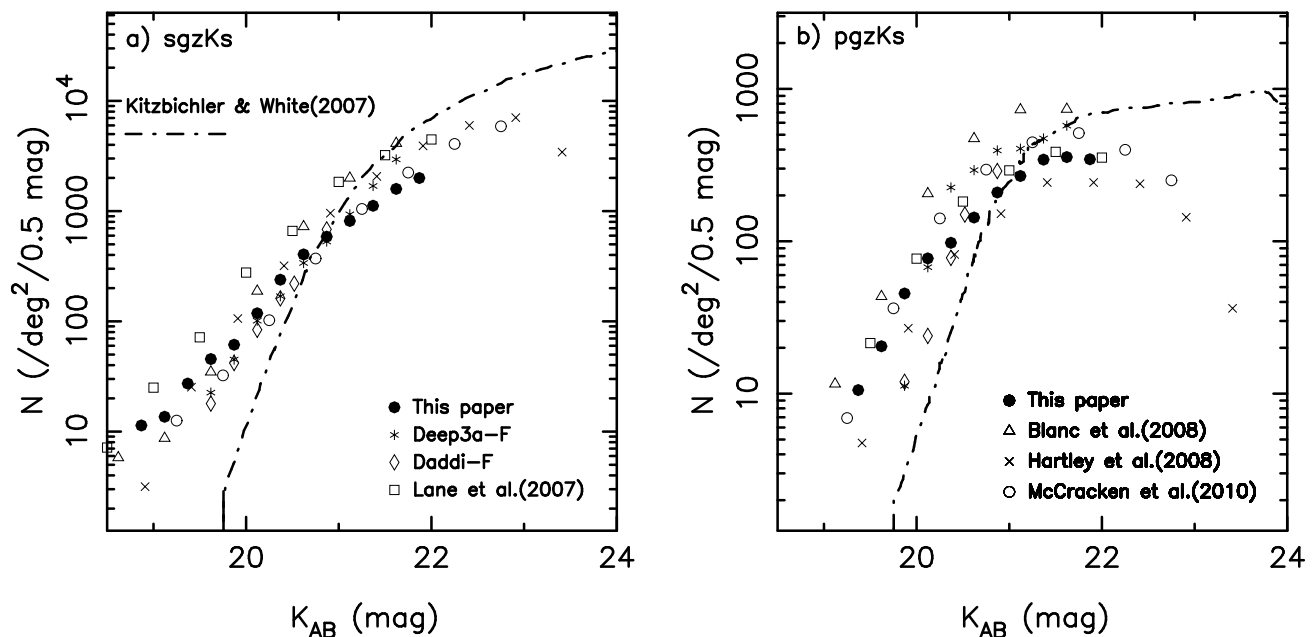 a) sgzKs
Kitzbichler & White(2007)
N (/deg²/0.5 mag)
10⁴
1000
100
10
This paper
Deep3a-F
Daddi-F
Lane et al.(2007)
20
22
24
K_AB (mag)
b) pgzKs
N (/deg²/0.5 mag)
1000
100
10
This paper
Blanc et al.(2008)
Hartley et al.(2008)
McCracken et al.(2010)
20
22
24
K_AB (mag)